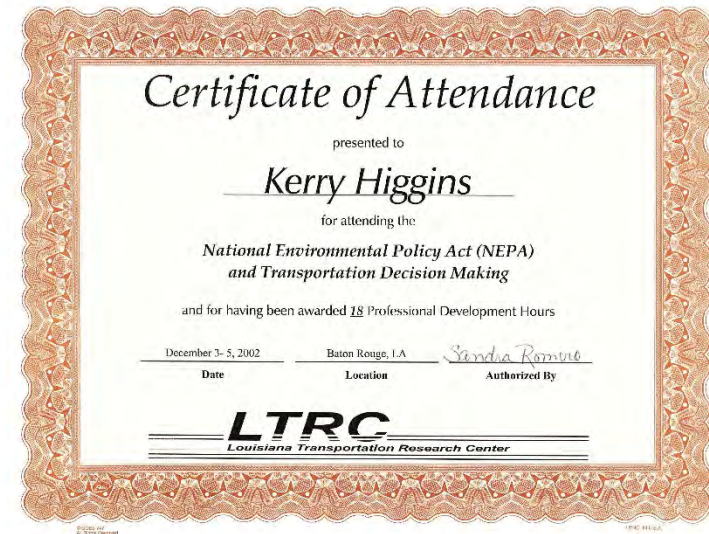 Certificate of Attendance
presented to
Kerry Higgins
for attending the
National Environmental Policy Act (NEPA)
and Transportation Decision Making
and for having been awarded 18 Professional Development Hours
December 3- 5, 2002 Baton Rouge, LA Sandra Romero
Date Location Authorized By
LTRC
Louisiana Transportation Research Center